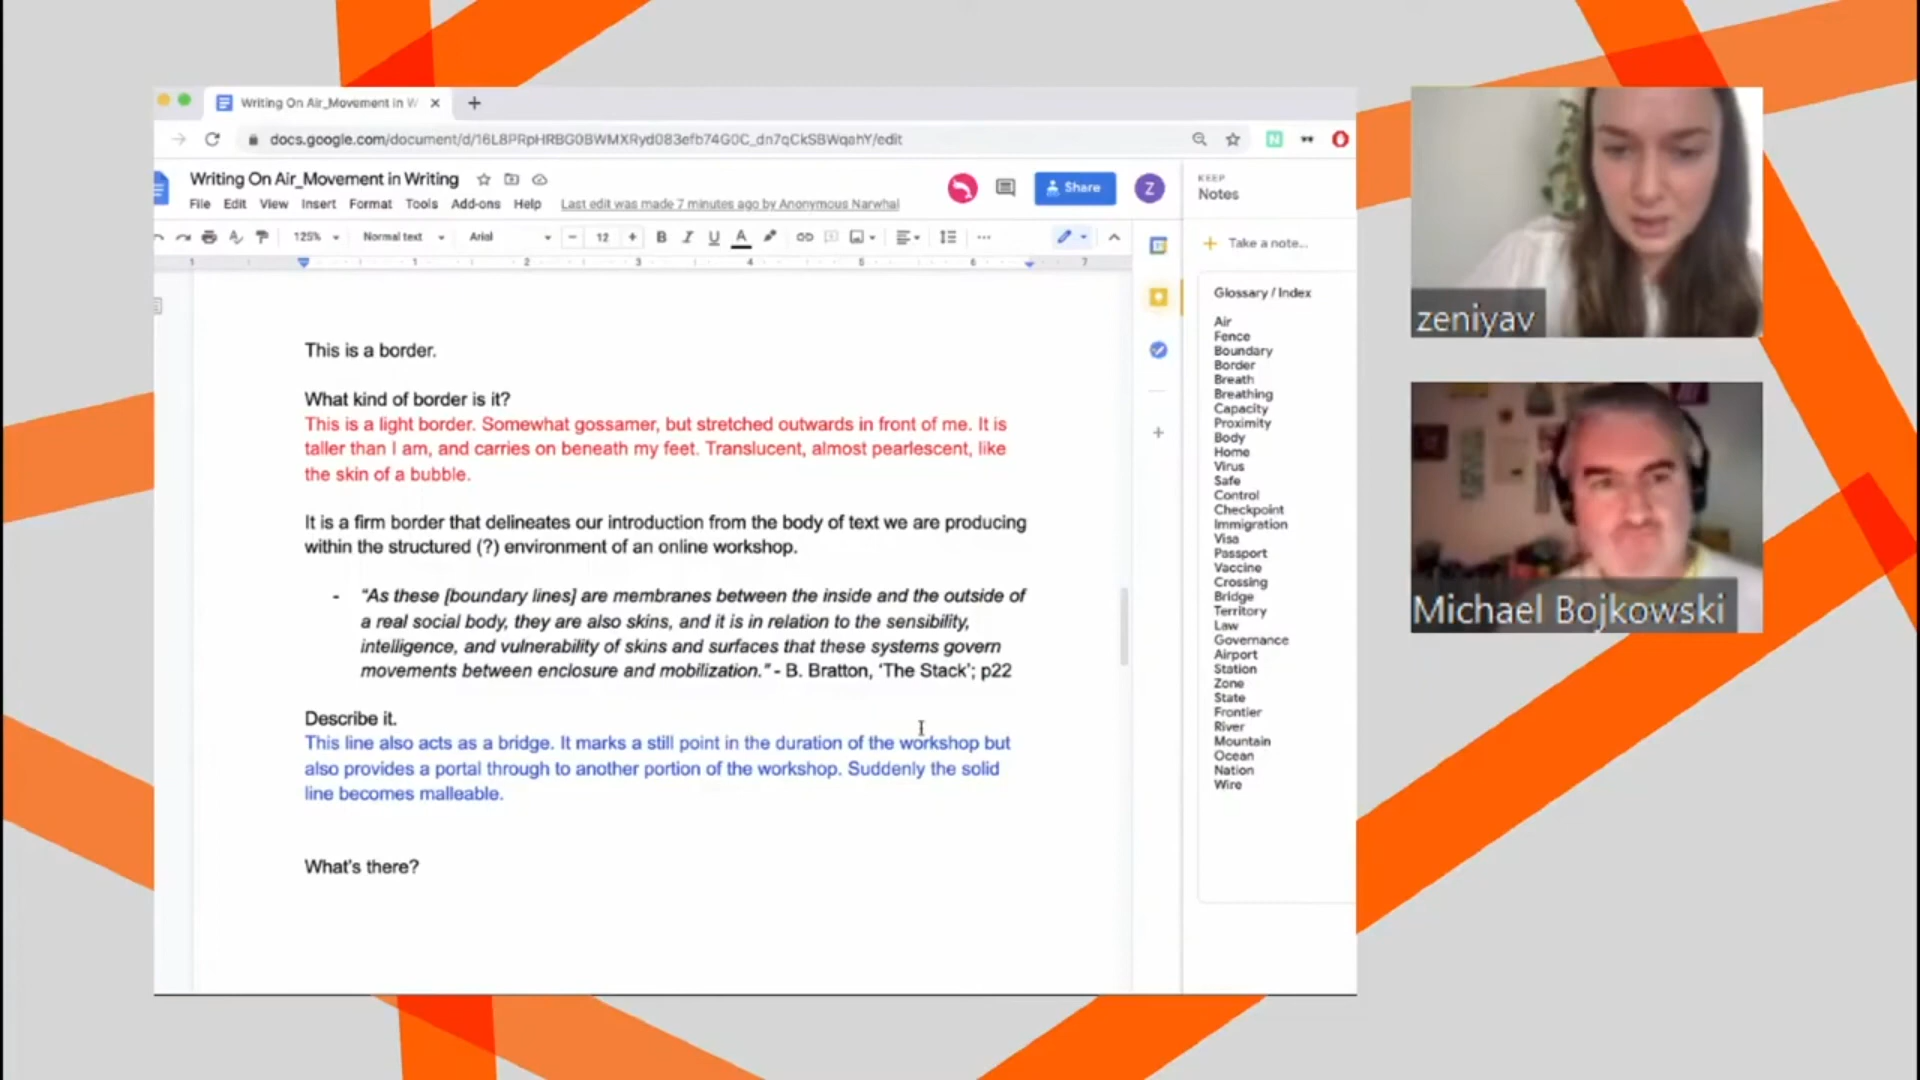 Writing On Air_Movement in W
docs.google.com/document/d/16L8PRpHRBG0BWMXRyd083efb74G0C_dn7qCkSBWqahY/edit
Writing On Air_Movement in Writing
File Edit View Insert Format Tools Add-ons Help Last edit was made 7 minutes ago by Anonymous Narwhal
Share
Z
125% Normal text Arial 12 B I U A
1 1 2 3 4 5 6 7
This is a border.
What kind of border is it?
This is a light border. Somewhat gossamer, but stretched outwards in front of me. It is
taller than I am, and carries on beneath my feet. Translucent, almost pearlescent, like
the skin of a bubble.
It is a firm border that delineates our introduction from the body of text we are producing
within the structured (?) environment of an online workshop.
- “As these [boundary lines] are membranes between the inside and the outside of
a real social body, they are also skins, and it is in relation to the sensibility,
intelligence, and vulnerability of skins and surfaces that these systems govern
movements between enclosure and mobilization.” - B. Bratton, ‘The Stack’; p22
Describe it.
This line also acts as a bridge. It marks a still point in the duration of the workshop but
also provides a portal through to another portion of the workshop. Suddenly the solid
line becomes malleable.
What’s there?
KEEP
Notes
Take a note...
Glossary / Index
Air
Fence
Boundary
Border
Breath
Breathing
Capacity
Proximity
Body
Home
Virus
Safe
Control
Checkpoint
Immigration
Visa
Passport
Vaccine
Crossing
Bridge
Territory
Law
Governance
Airport
Station
Zone
State
Frontier
River
Mountain
Ocean
Nation
Wire
zeniyav
Michael Bojkowski